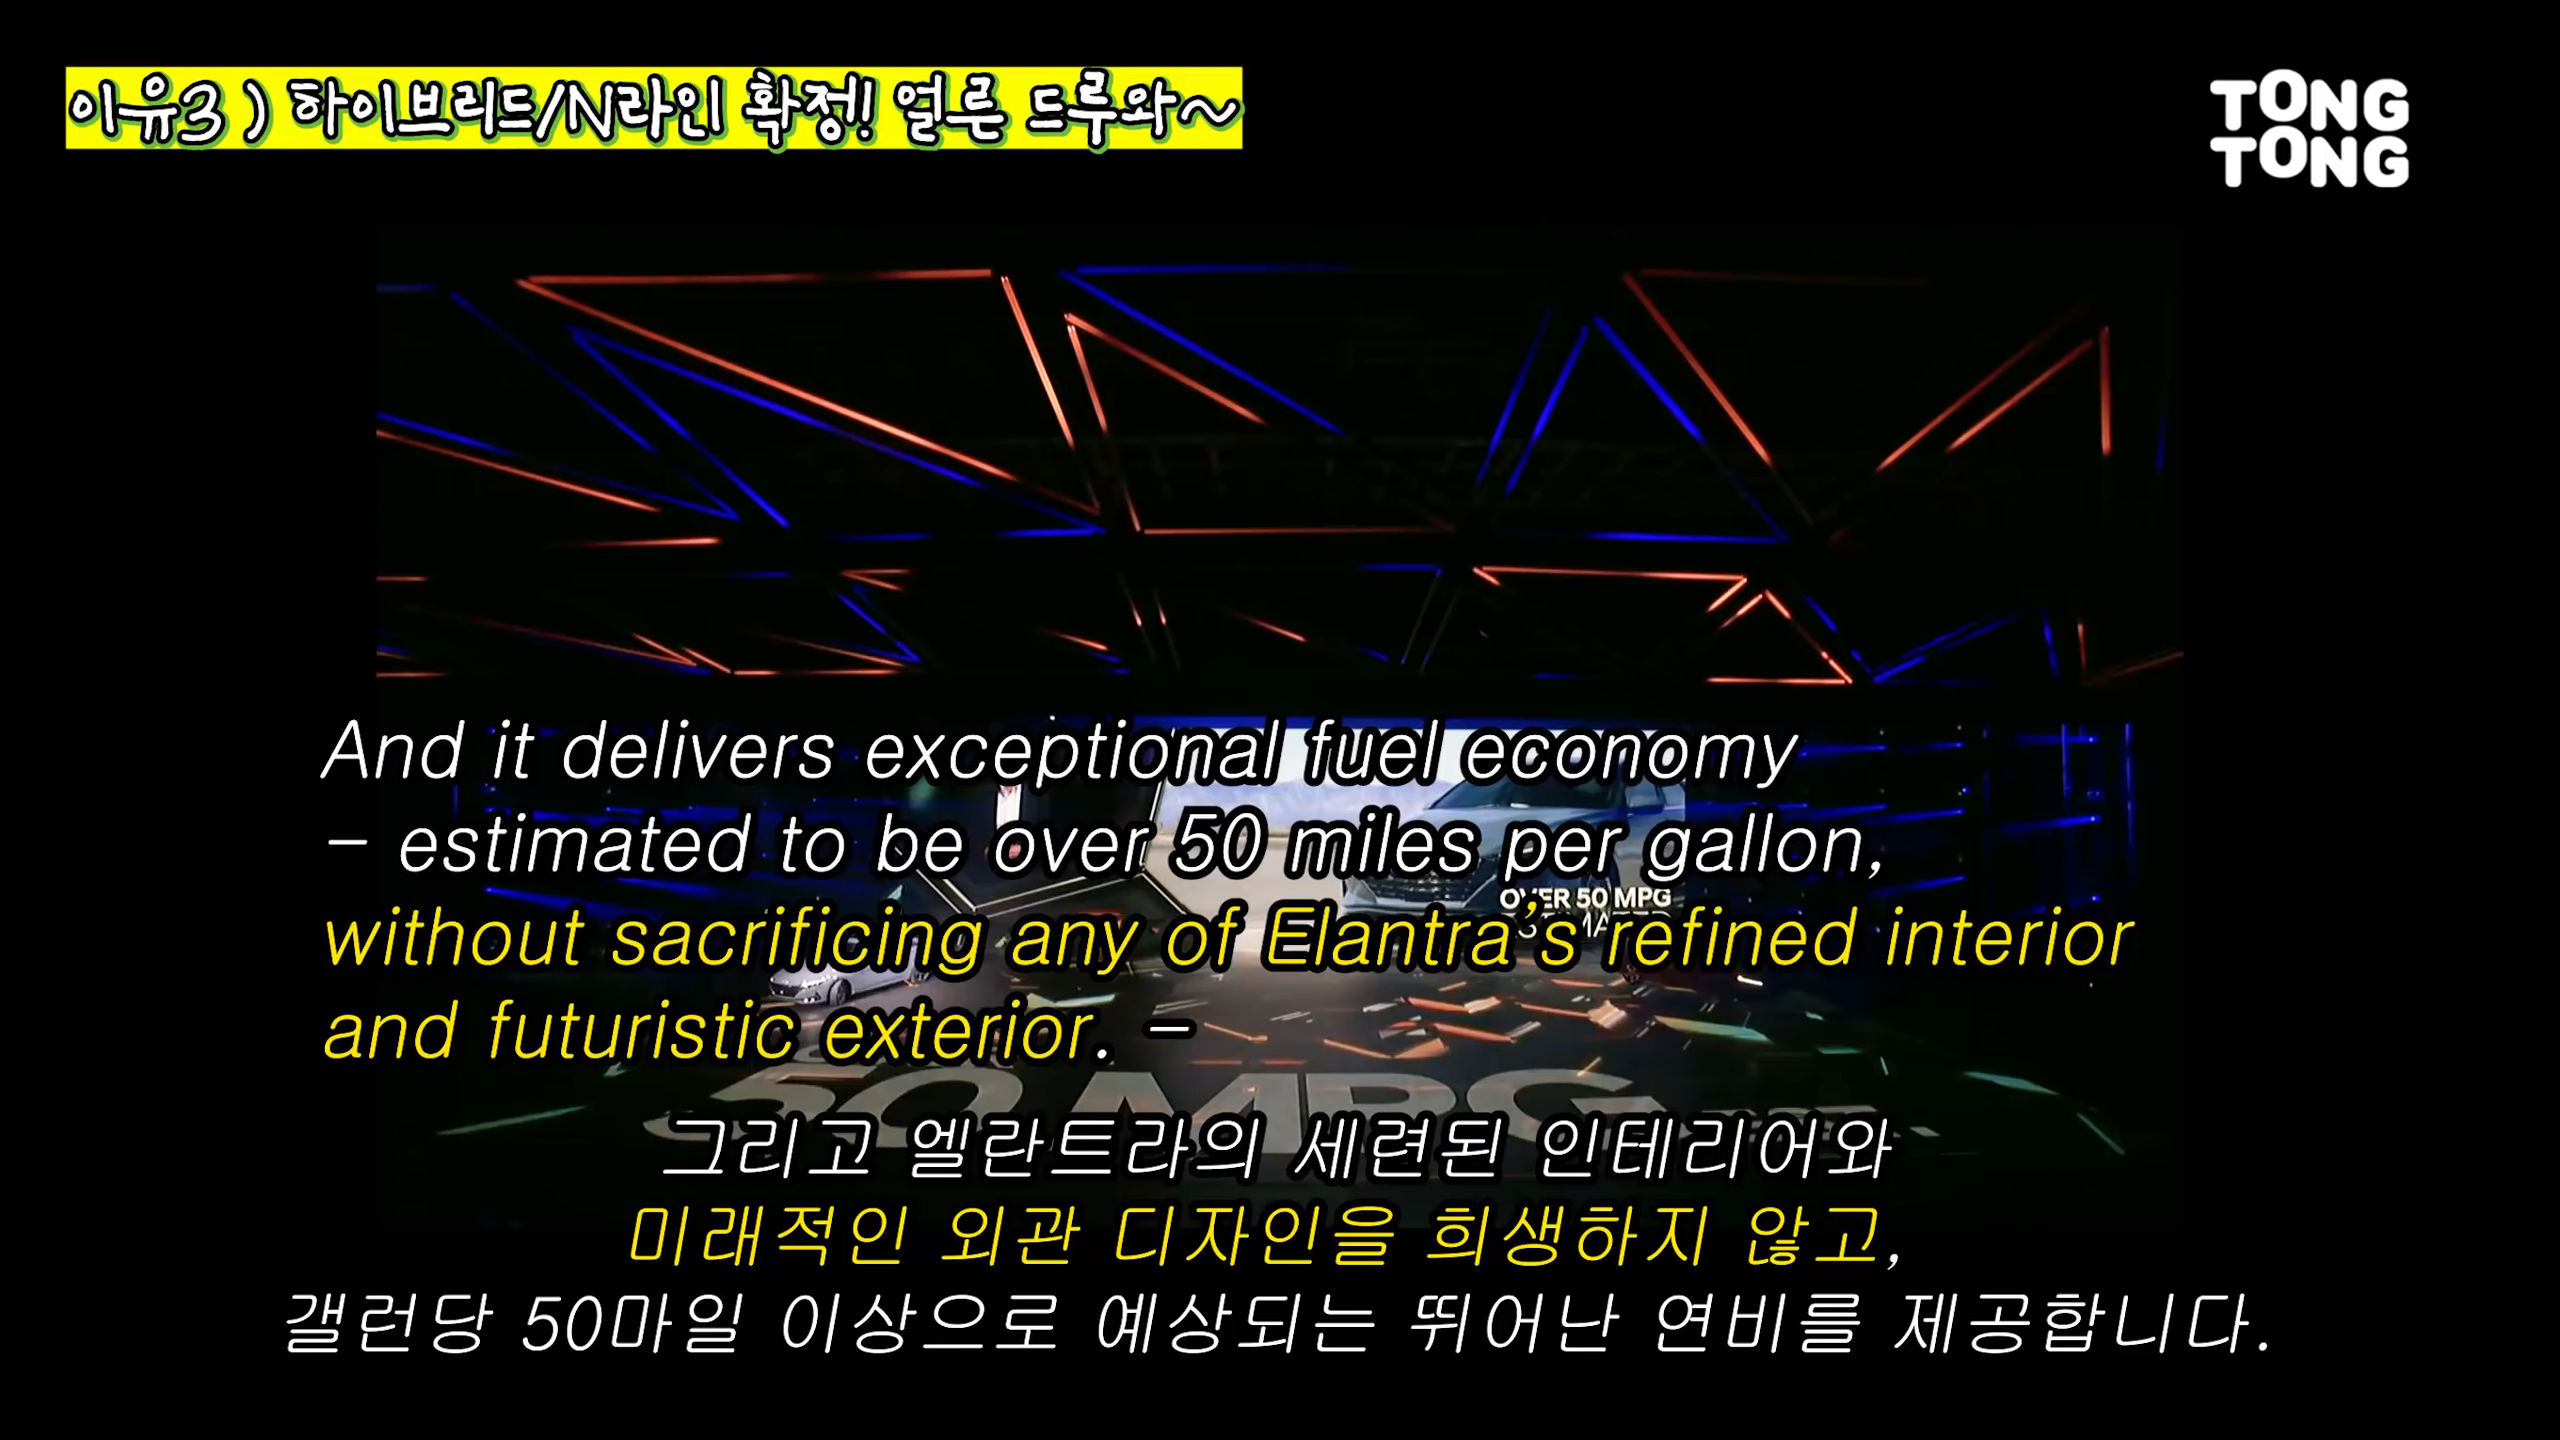 이유3 ) 하이브리드/N라인 확정! 얼른 드루와~
TONG
TONG
And it delivers exceptional fuel economy
- estimated to be over 50 miles per gallon,
OVER 50 MPG
without sacrificing any of Elantra's refined interior
and futuristic exterior. -
50 MPG
그리고 엘란트라의 세련된 인테리어와
미래적인 외관 디자인을 희생하지 않고,
갤런당 50마일 이상으로 예상되는 뛰어난 연비를 제공합니다.